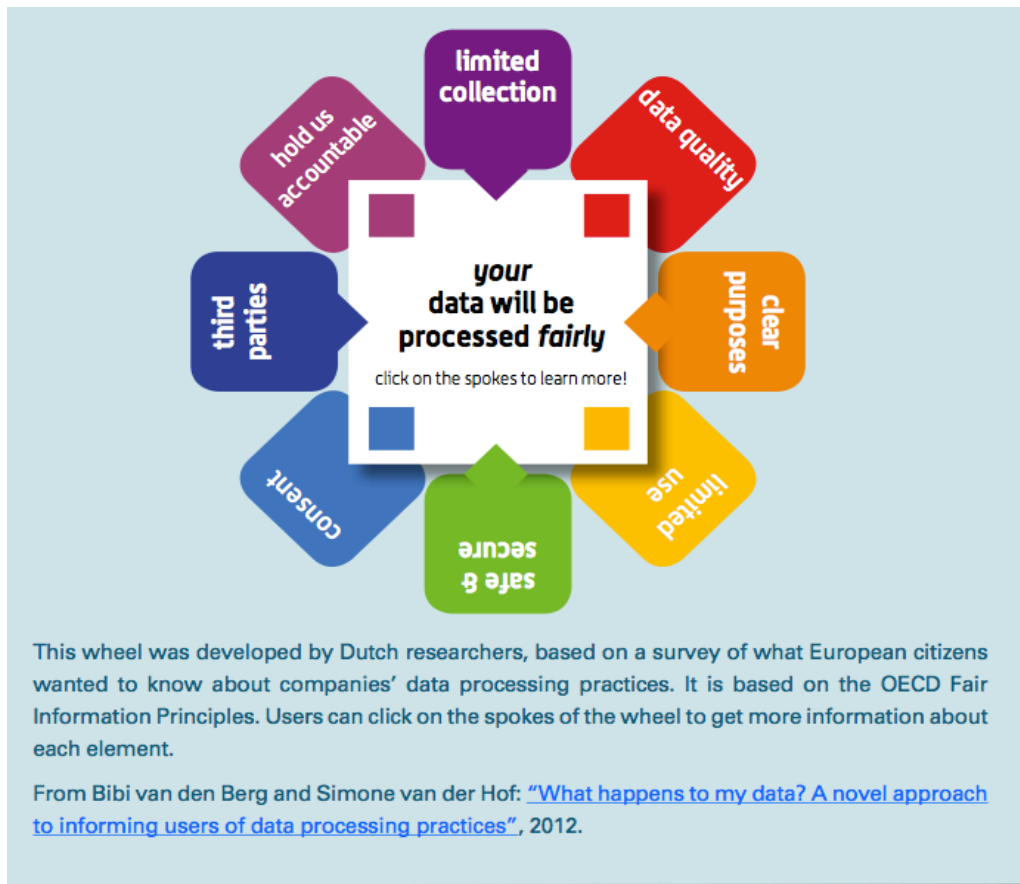 limited
collection
data quality
clear
purposes
limited
use
safe &
secure
consent
third
parties
hold us
accountable
your
data will be
processed fairly
click on the spokes to learn more!
This wheel was developed by Dutch researchers, based on a survey of what European citizens
wanted to know about companies’ data processing practices. It is based on the OECD Fair
Information Principles. Users can click on the spokes of the wheel to get more information about
each element.
From Bibi van den Berg and Simone van der Hof: “What happens to my data? A novel approach
to informing users of data processing practices”, 2012.